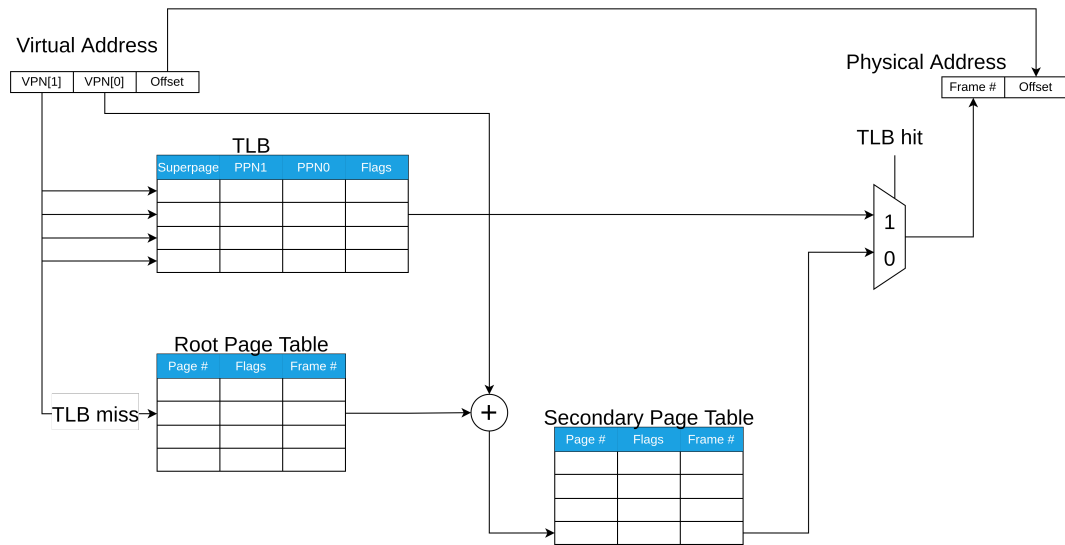 Virtual Address
VPN[1] VPN[0] Offset
Physical Address
Frame # Offset
TLB hit
TLB
Superpage PPN1 PPN0 Flags
1
0
Root Page Table
Page # Flags Frame #
TLB miss
+
Secondary Page Table
Page # Flags Frame #